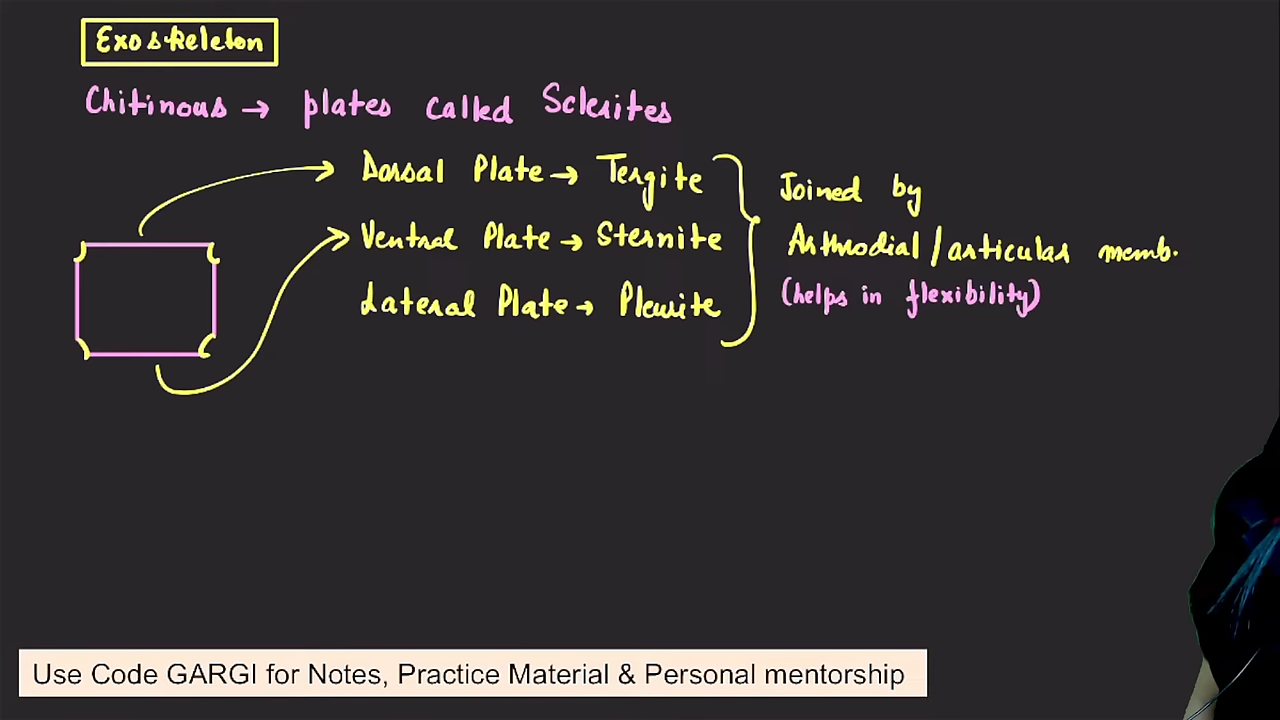 Exoskeleton
Chitinous → plates called Sclerites
Dorsal Plate → Tergite
Ventral Plate → Sternite
Lateral Plate → Pleurite
Joined by
Arthrodial/articular memb.
(helps in flexibility)
Use Code GARGI for Notes, Practice Material & Personal mentorship